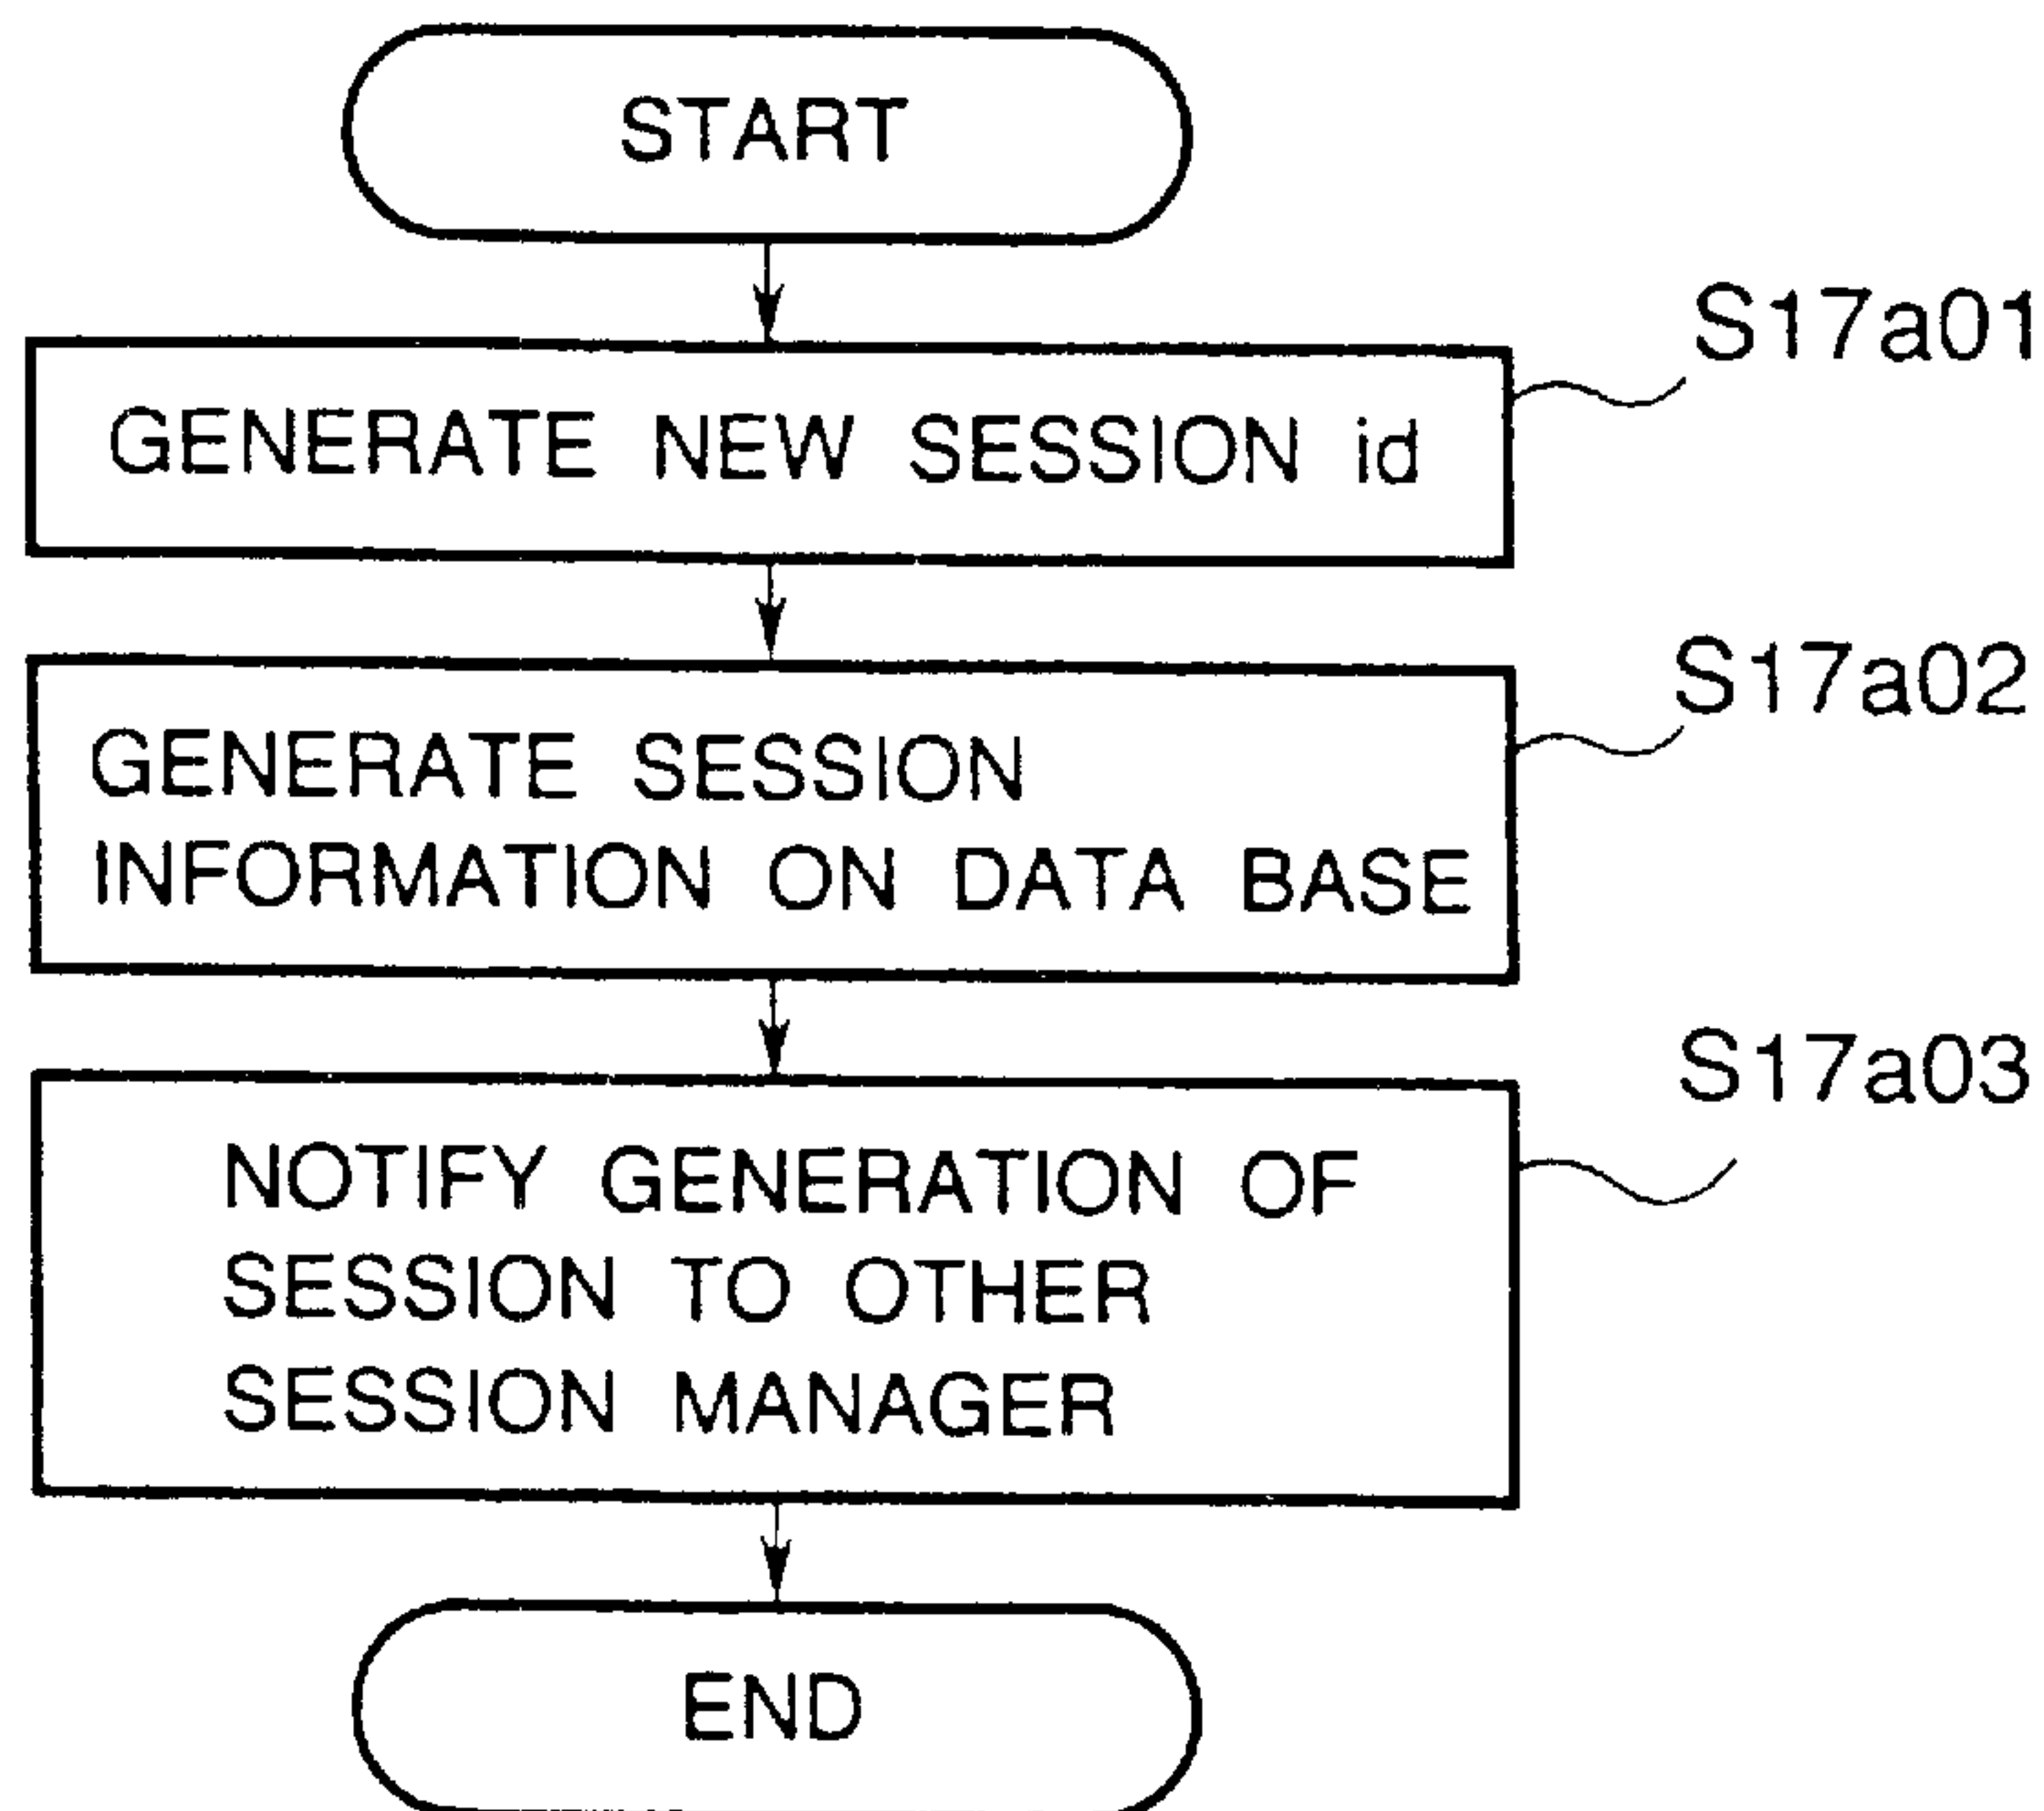 START
S17a01
GENERATE NEW SESSION id
S17a02
GENERATE SESSION
INFORMATION ON DATA BASE
S17a03
NOTIFY GENERATION OF
SESSION TO OTHER
SESSION MANAGER
END